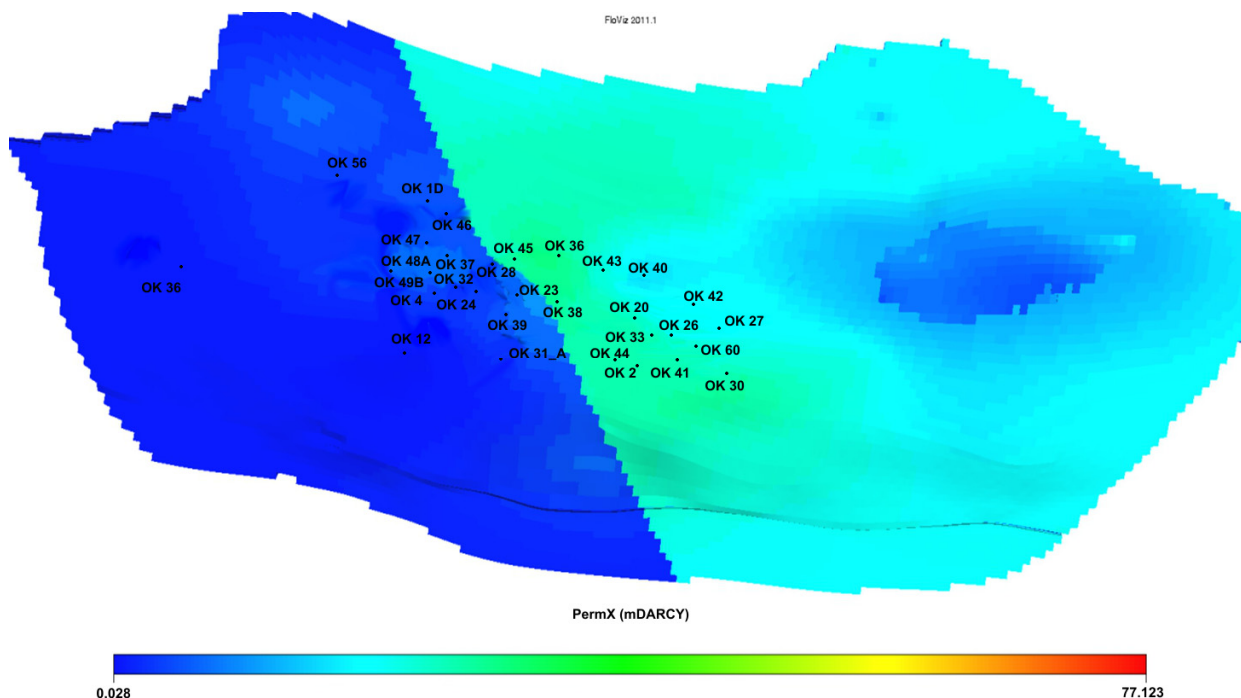 FloViz 2011.1
OK 56
OK 1D
OK 46
OK 47
OK 45
OK 36
OK 48A
OK 37
OK 43
OK 28
OK 40
OK 36
OK 49B
OK 32
OK 23
OK 4
OK 24
OK 42
OK 38
OK 20
OK 39
OK 26
OK 27
OK 33
OK 12
OK 31_A
OK 44
OK 60
OK 2
OK 41
OK 30
PermX (mDARCY)
0.028
77.123